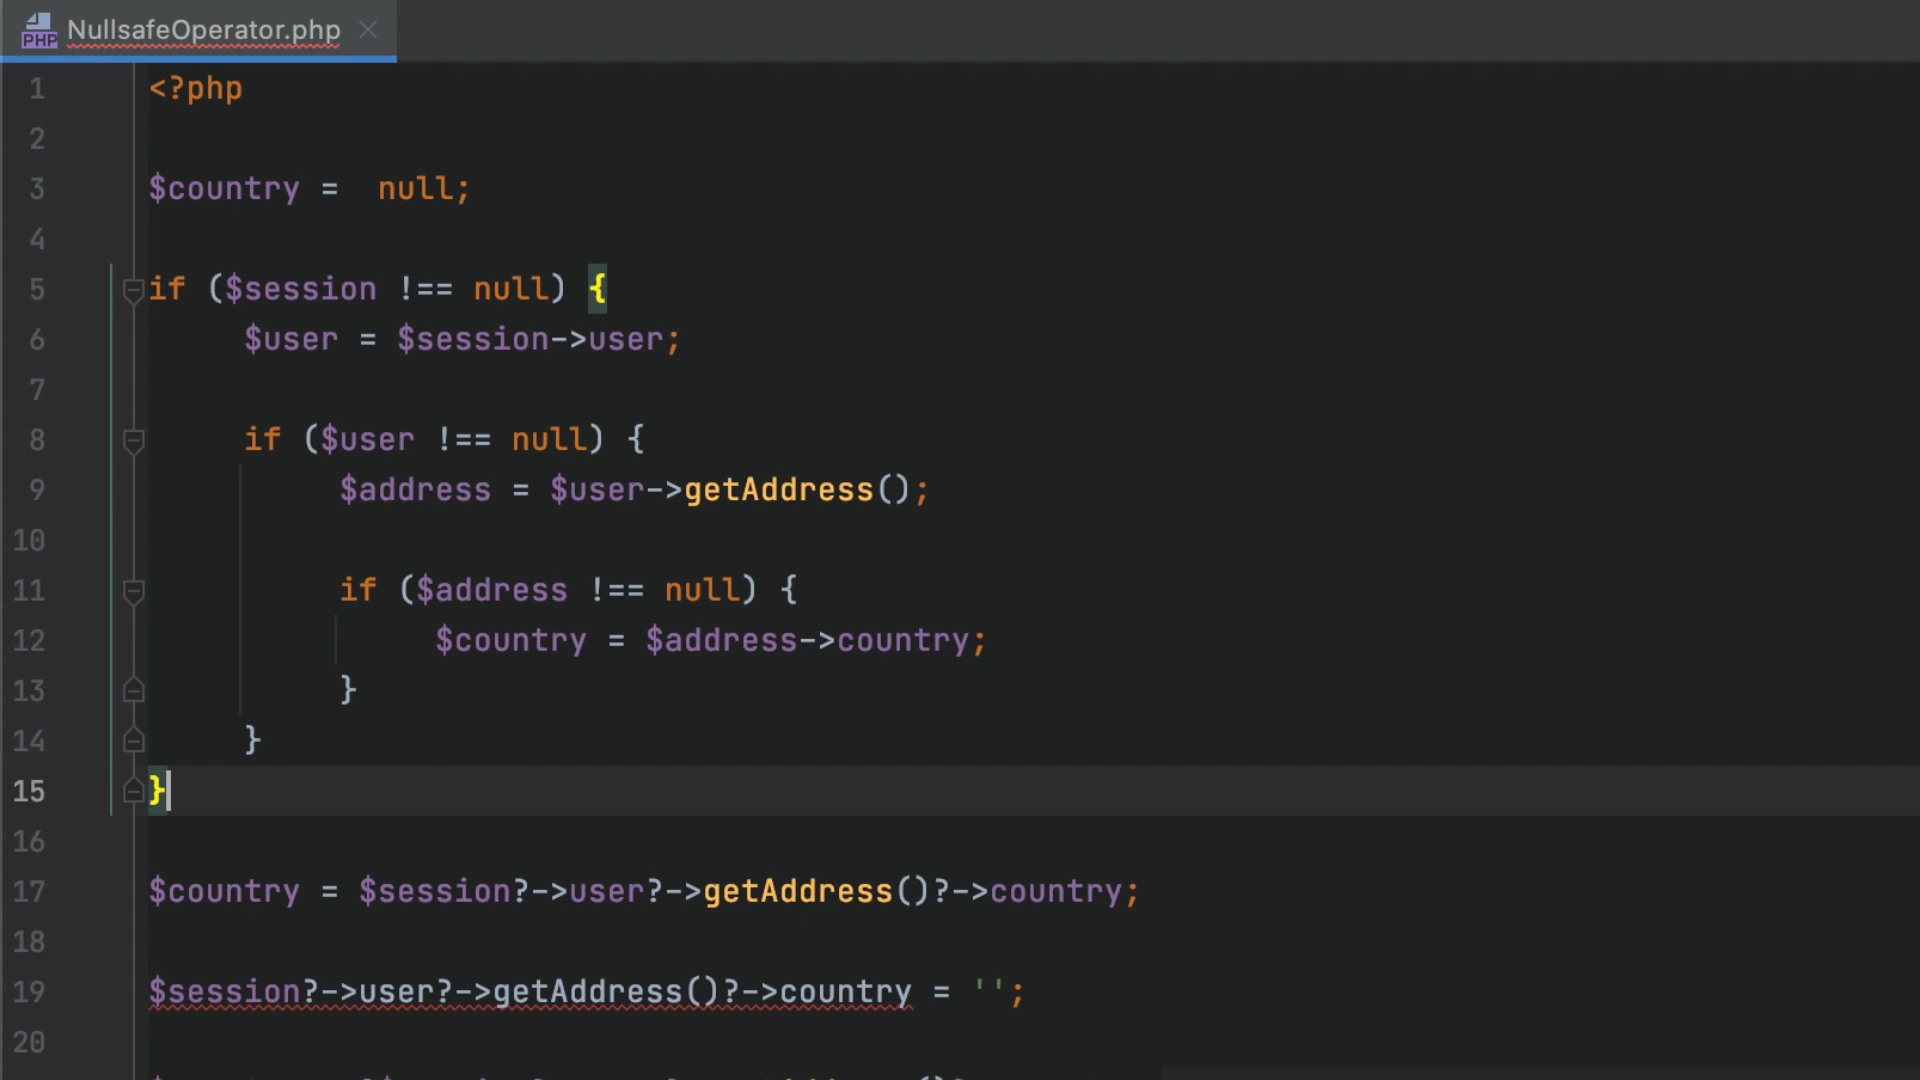 NullsafeOperator.php
PHP
1 <?php
2
3 $country =  null;
4
5 if ($session !== null) {
6     $user = $session->user;
7
8     if ($user !== null) {
9         $address = $user->getAddress();
10
11         if ($address !== null) {
12             $country = $address->country;
13         }
14     }
15 }
16
17 $country = $session?->user?->getAddress()?->country;
18
19 $session?->user?->getAddress()?->country = '';
20